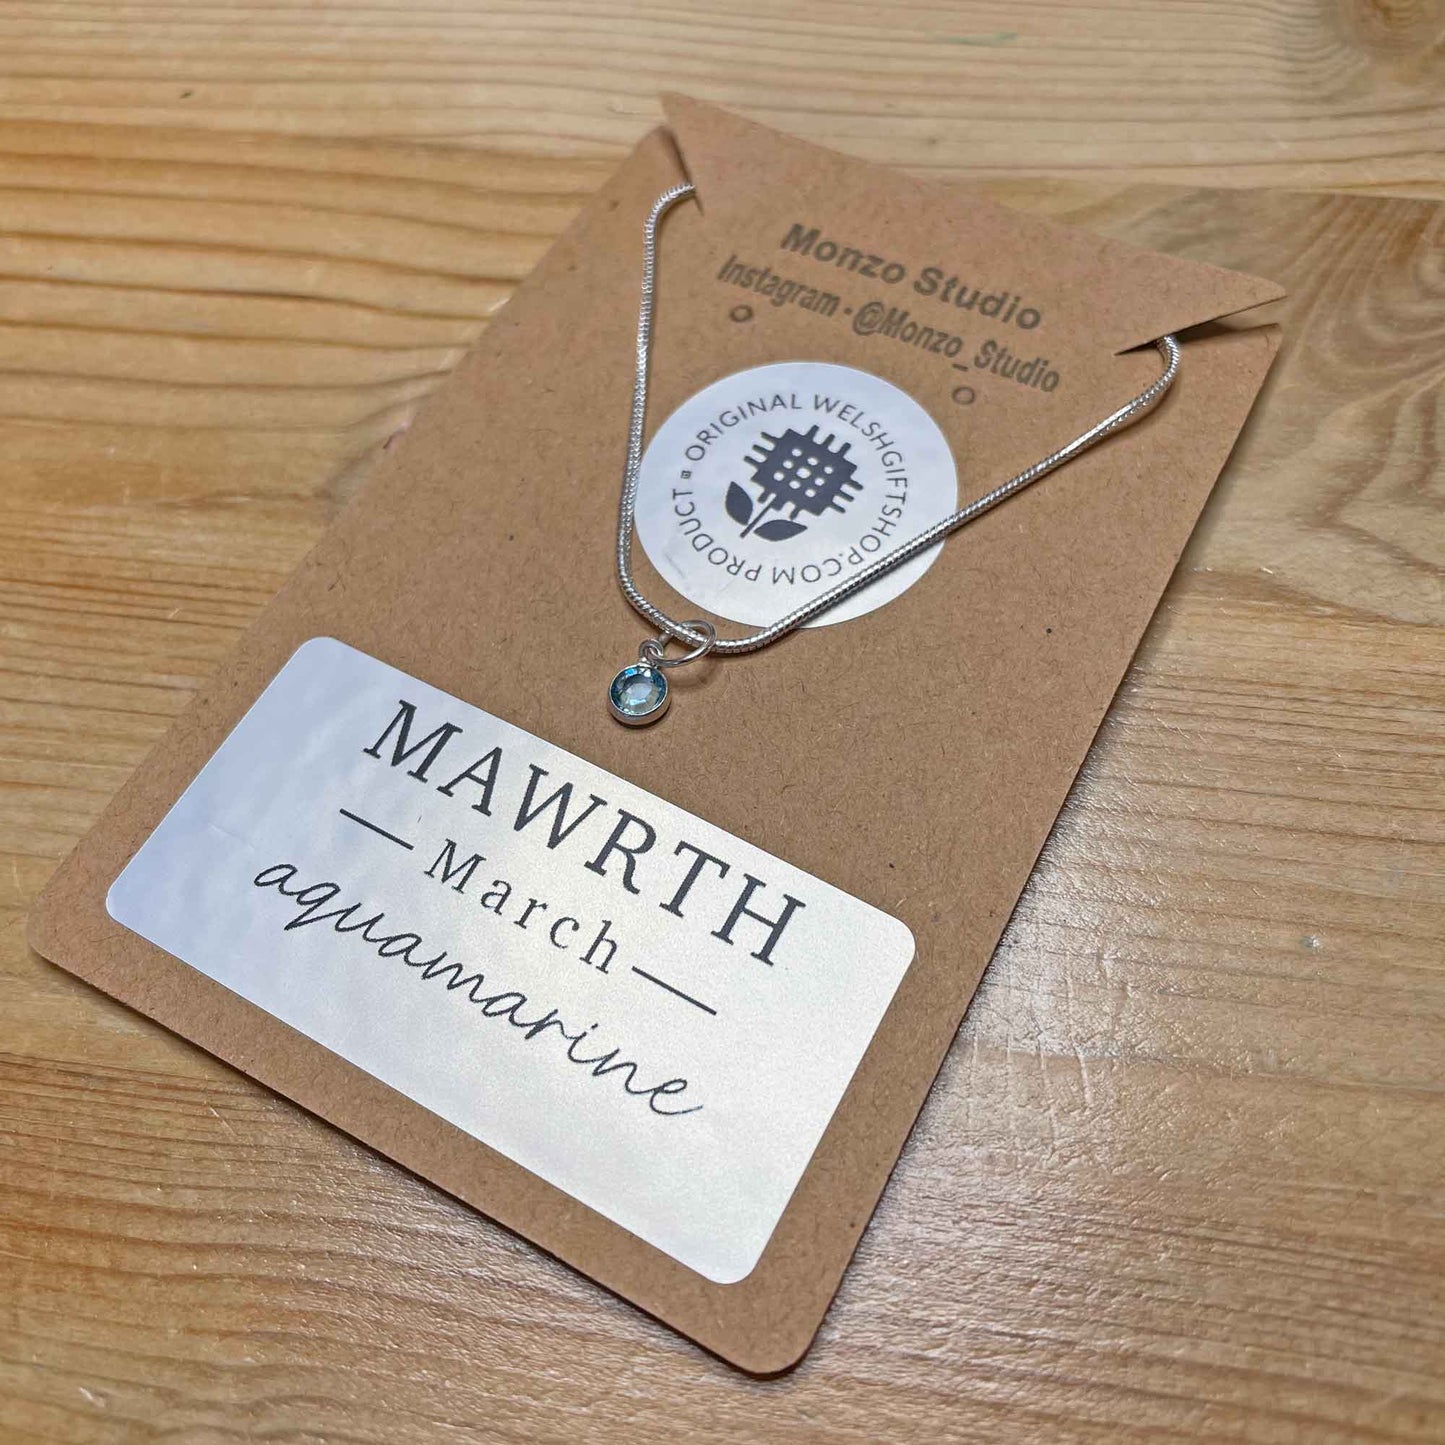 Monzo Studio
Instagram · @Monzo_Studio
ORIGINAL WELSHGIFTSHOP.COM PRODUCT
MAWRTH
— March —
aquamarine